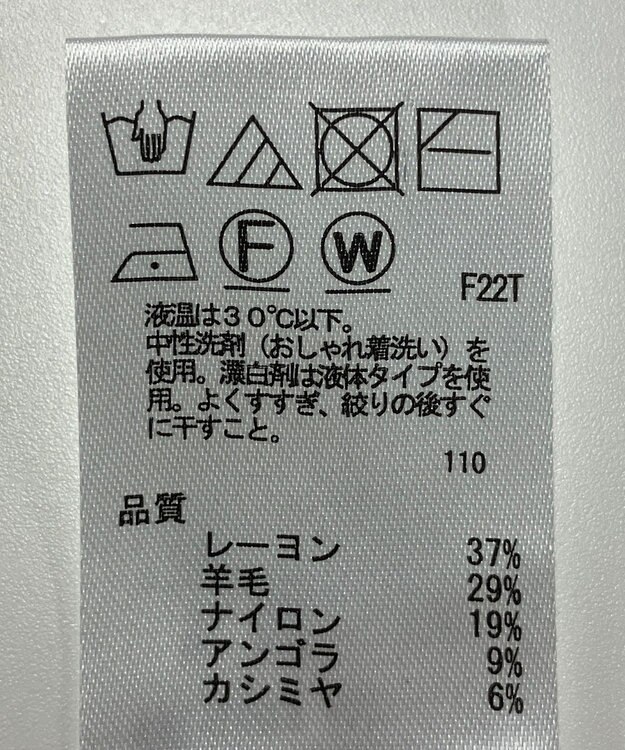 F W
F22T
液温は30℃以下。
中性洗剤(おしゃれ着洗い)を
使用。漂白剤は液体タイプを使
用。よくすすぎ、絞りの後すぐ
に干すこと。
110
品質
レーヨン 37%
羊毛 29%
ナイロン 19%
アンゴラ 9%
カシミヤ 6%